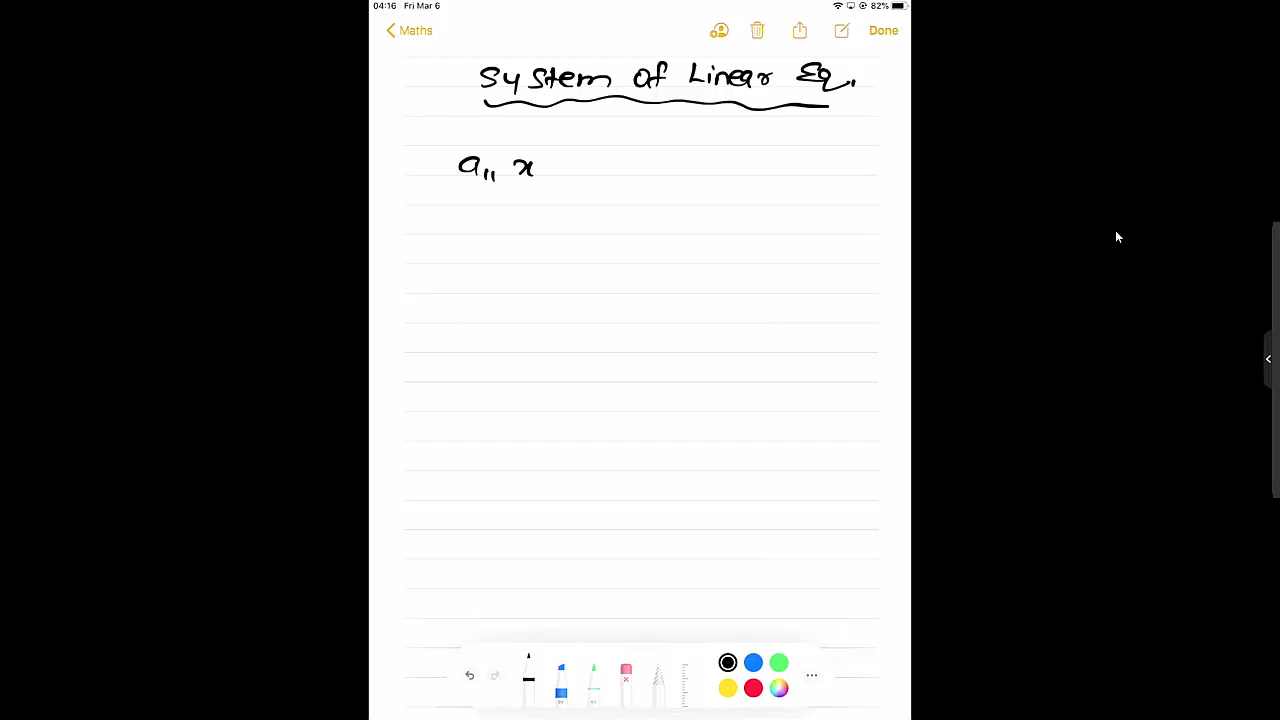 04:16 Fri Mar 6 82%
Maths Done
System of Linear Eq.
a₁₁ x